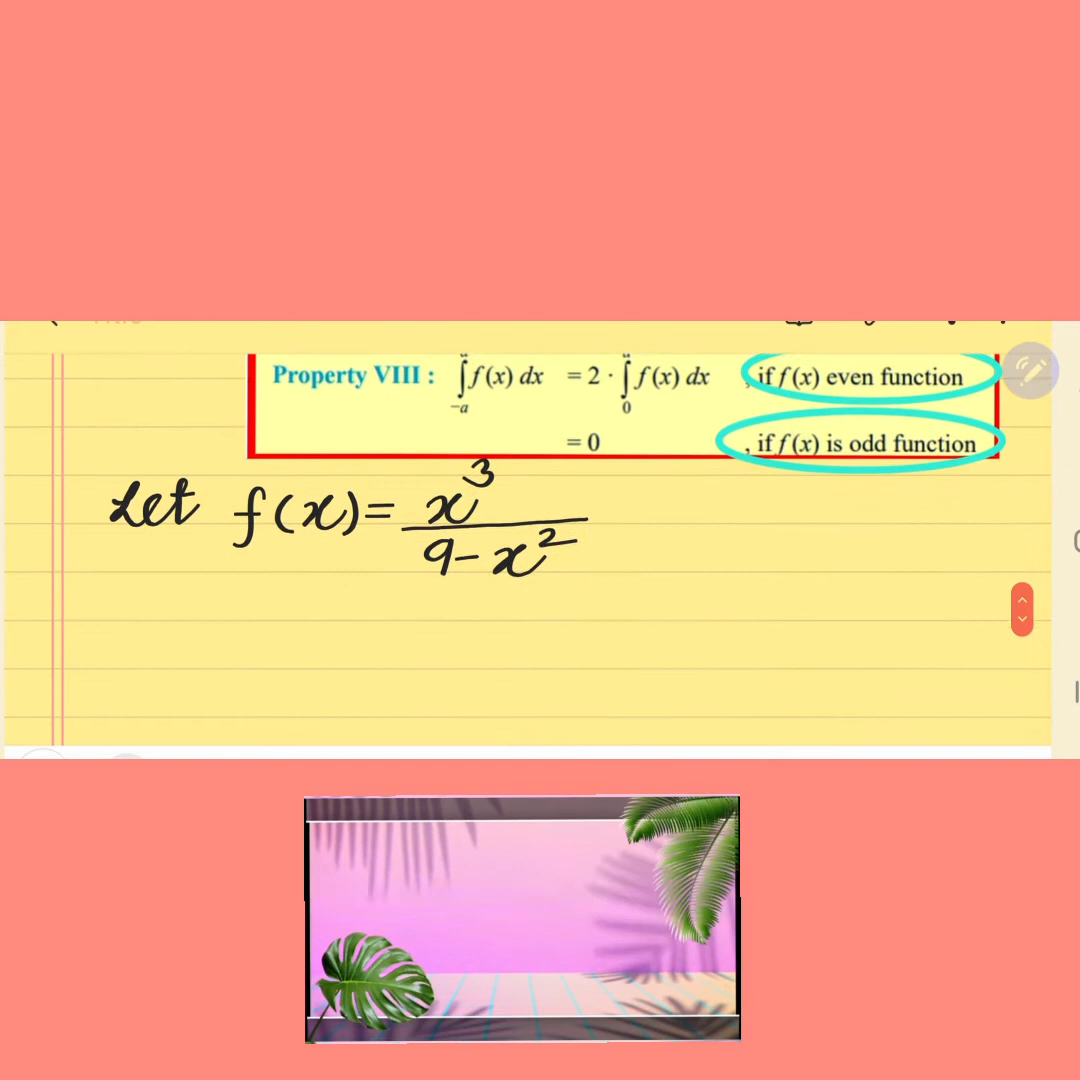 Property VIII : ∫₋ₐ f(x) dx = 2 · ∫₀ f(x) dx , if f(x) even function
= 0 , if f(x) is odd function
Let f(x) = x³ / 9 - x²